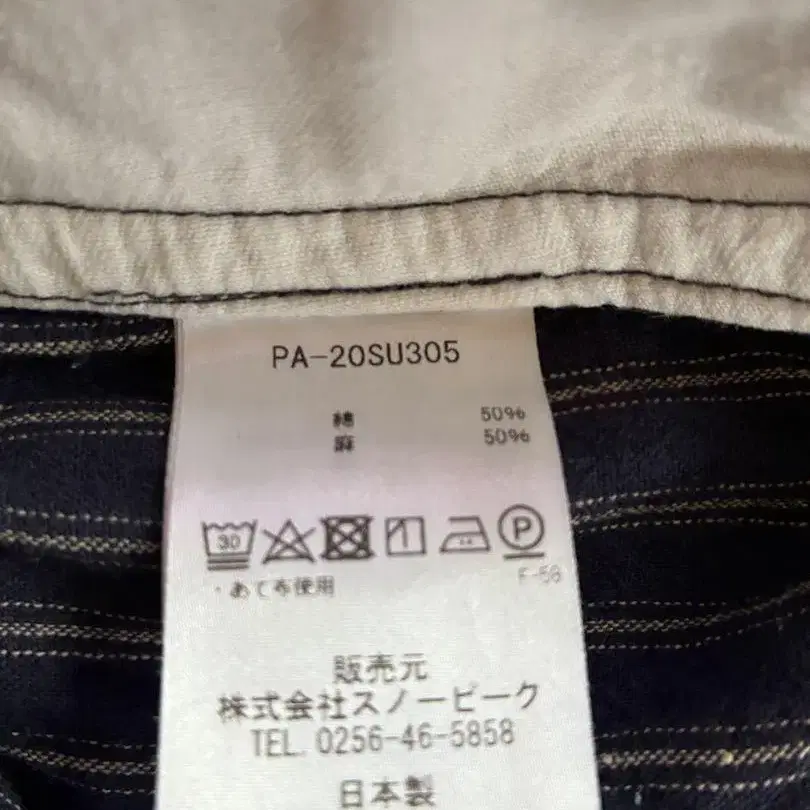 PA-20SU305
綿 50%
麻 50%
30 P
・あて布使用 F-58
販売元
株式会社スノーピーク
TEL. 0256-46-5858
日本製